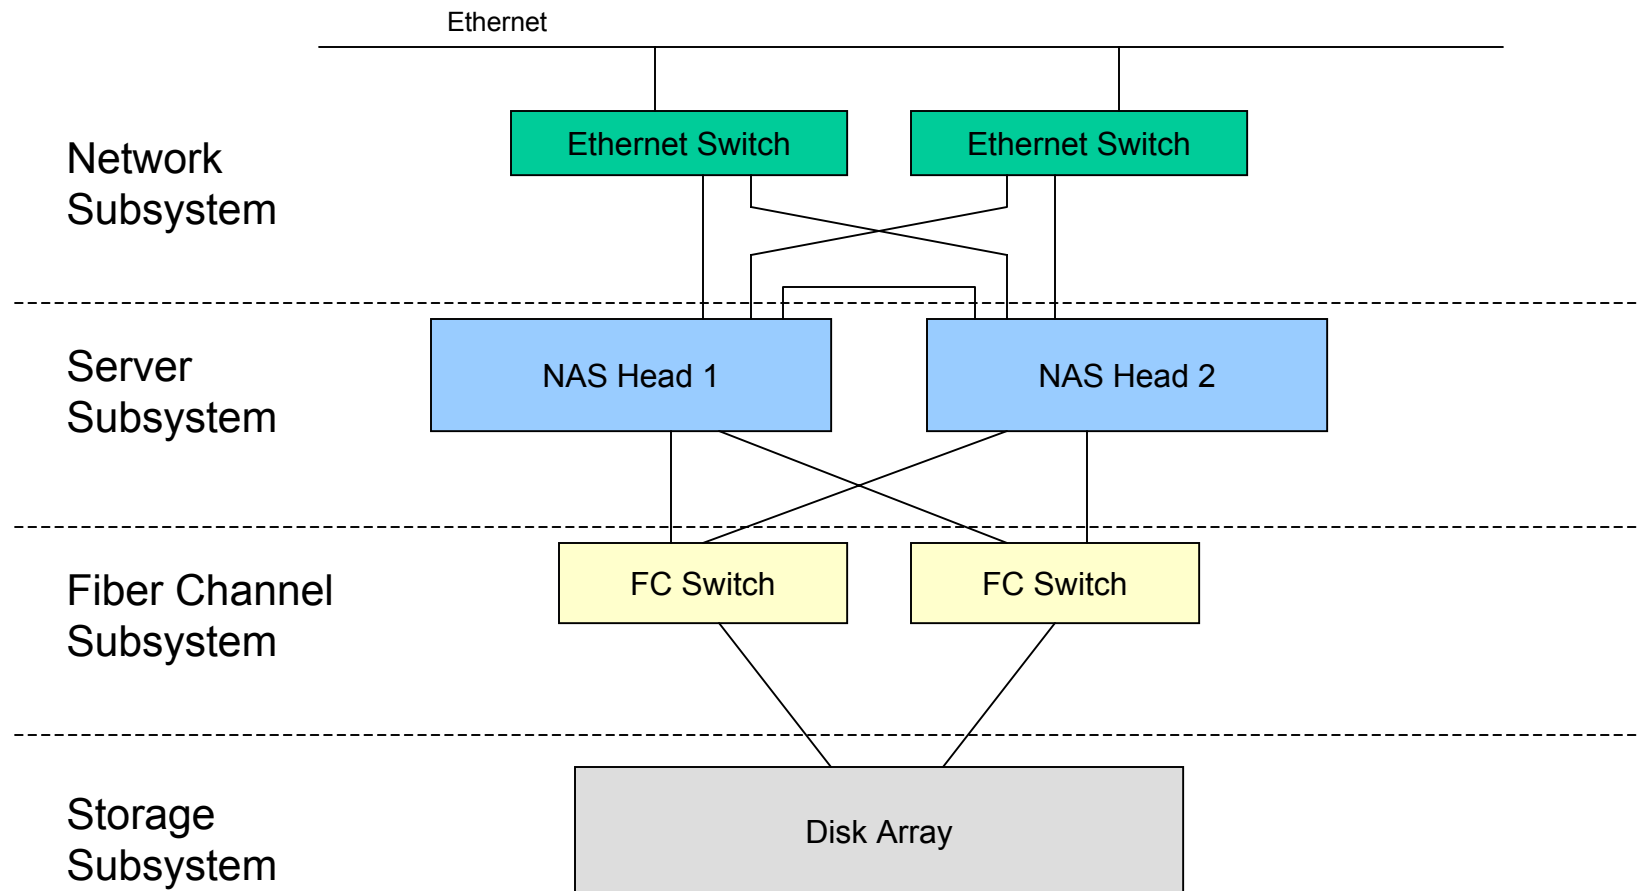 Ethernet
Ethernet Switch
Ethernet Switch
Network
Subsystem
Server
Subsystem
NAS Head 1
NAS Head 2
Fiber Channel
Subsystem
FC Switch
FC Switch
Storage
Subsystem
Disk Array